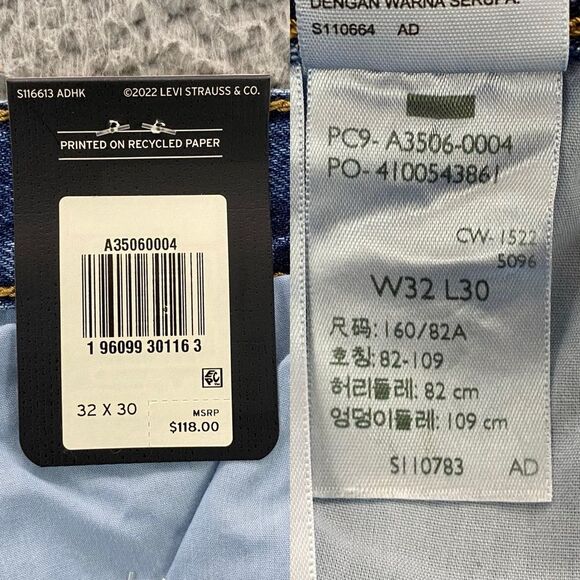 S116613 ADHK ©2022 LEVI STRAUSS & CO.
PRINTED ON RECYCLED PAPER
A35060004
1 96099 30116 3
32 X 30
MSRP
$118.00
DENGAN WARNA SERUPA.
S110664 AD
PC9- A3506-0004
PO- 4100543861
CW- 1522
5096
W32 L30
尺码: 160/82A
호칭: 82-109
허리둘레: 82 cm
엉덩이둘레: 109 cm
S110783 AD